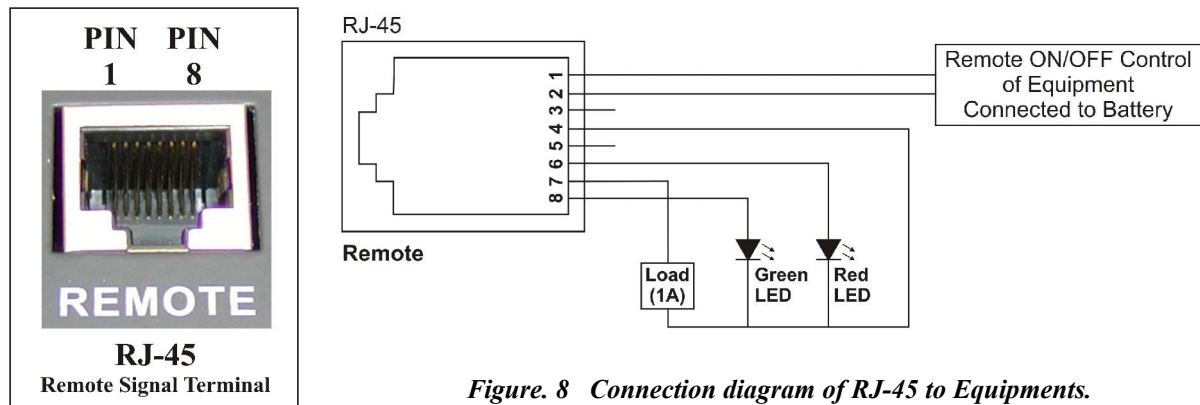 PIN PIN
1 8
REMOTE
RJ-45
Remote Signal Terminal
RJ-45
1
2
3
4
5
6
7
8
Remote
Remote ON/OFF Control
of Equipment
Connected to Battery
Load
(1A)
Green
LED
Red
LED
Figure. 8 Connection diagram of RJ-45 to Equipments.